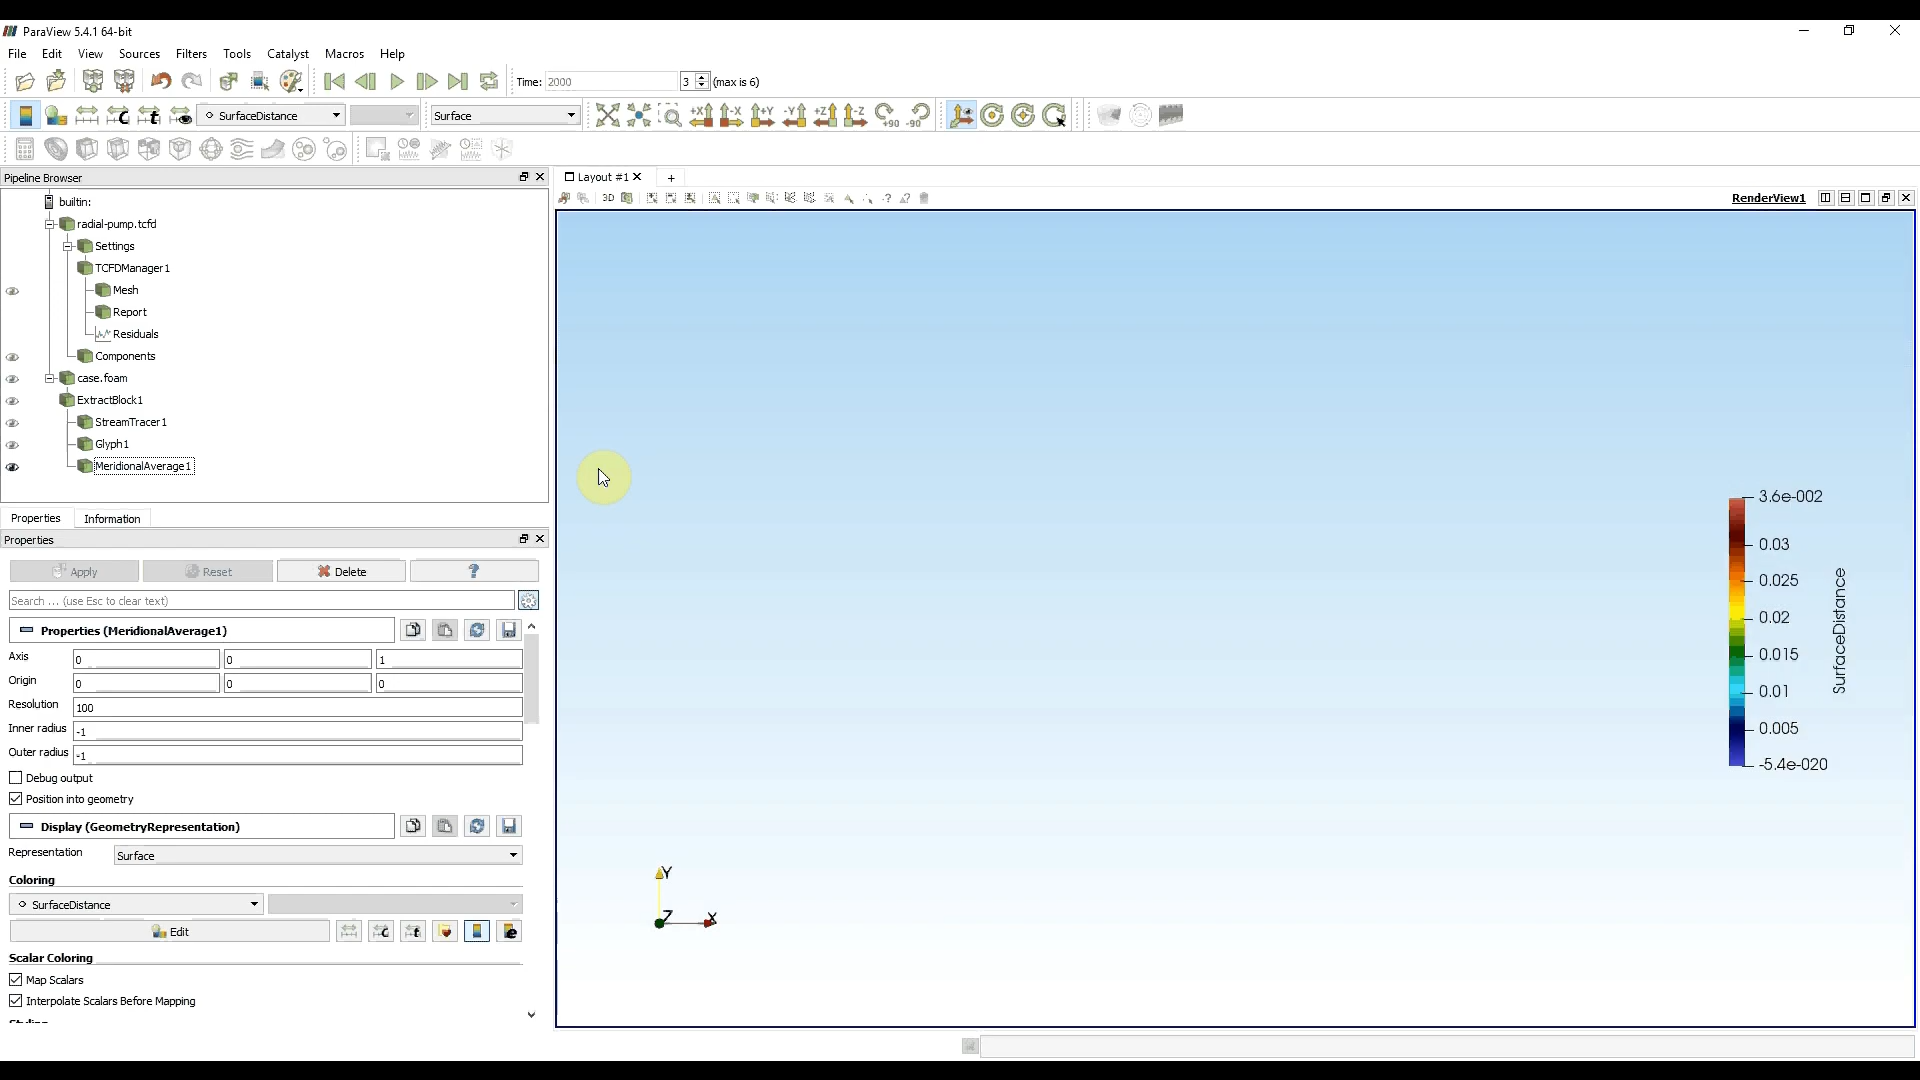 ParaView 5.4.1 64-bit
File Edit View Sources Filters Tools Catalyst Macros Help
Time: 2000 3 (max is 6)
SurfaceDistance Surface +X -X +Y -Y +Z -Z +90 -90
Pipeline Browser
builtin:
radial-pump.tcfd
Settings
TCFDManager1
Mesh
Report
Residuals
Components
case.foam
ExtractBlock1
StreamTracer1
Glyph1
MeridionalAverage1
Properties Information
Properties
Apply Reset Delete ?
Search ... (use Esc to clear text)
Properties (MeridionalAverage1)
Axis 0 0 1
Origin 0 0 0
Resolution 100
Inner radius -1
Outer radius -1
Debug output
Position into geometry
Display (GeometryRepresentation)
Representation Surface
Coloring
SurfaceDistance
Edit
Scalar Coloring
Map Scalars
Interpolate Scalars Before Mapping
Styling
Layout #1 +
3D
RenderView1
3.6e-002
0.03
0.025
0.02
0.015
0.01
0.005
-5.4e-020
SurfaceDistance
Y
Z X